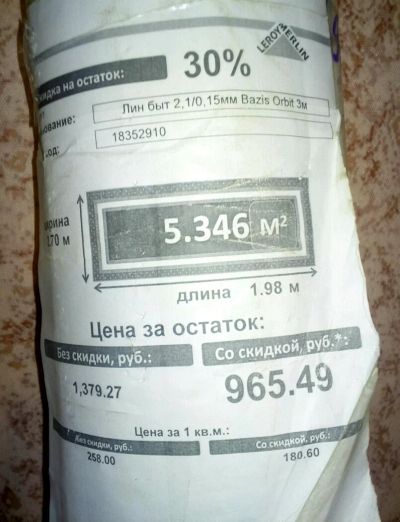 LEROY MERLIN
скидка на остаток: 30%
Лин быт 2,1/0,15мм Bazis Orbit 3м
18352910
5.346 м²
длина 1.98 м
Цена за остаток:
Без скидки, руб.: Со скидкой, руб.*:
1,379.27 965.49
Цена за 1 кв.м.:
Без скидки, руб.: Со скидкой, руб.:
258.00 180.60